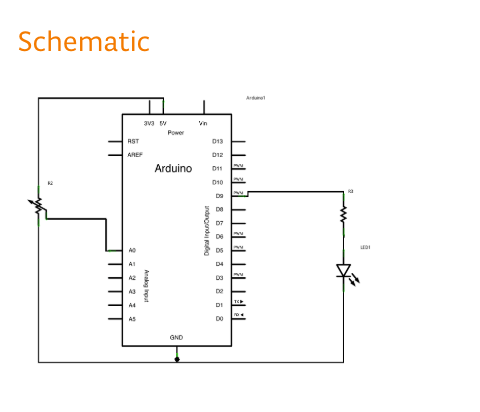 Schematic
Arduino1
3V3 5V Vin
Power
RST
AREF
Arduino
D13
D12
PWM D11
D10 PWM
PWM D9
D8
D7
D6 PWM
D5 PWM
D4
D3 PWM
D2
D1 TX ▶
D0 RX ◀
Digital Input/Output
A0
A1
A2
A3
A4
A5
Analog Input
GND
R2
R3
LED1